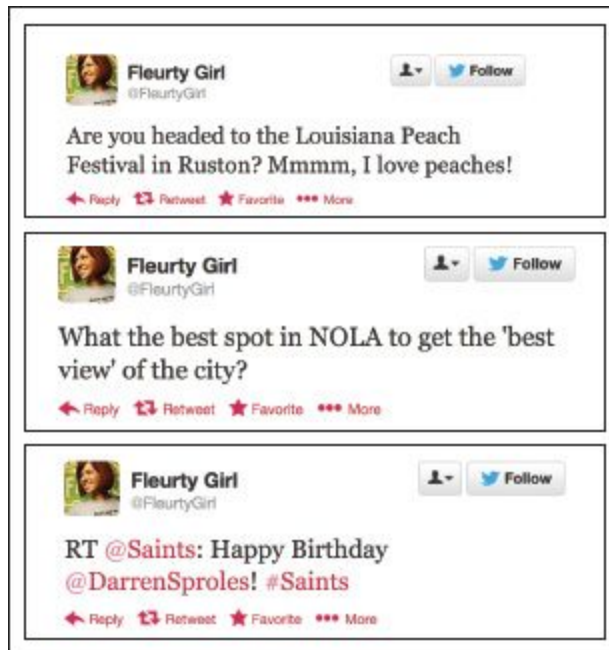 Fleurty Girl
Follow
@FleurtyGirl
Are you headed to the Louisiana Peach
Festival in Ruston? Mmmm, I love peaches!
Reply Retweet Favorite More
Fleurty Girl
Follow
@FleurtyGirl
What the best spot in NOLA to get the 'best
view' of the city?
Reply Retweet Favorite More
Fleurty Girl
Follow
@FleurtyGirl
RT @Saints: Happy Birthday
@DarrenSproles! #Saints
Reply Retweet Favorite More